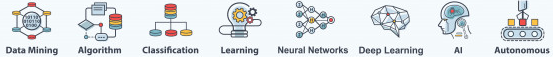 Data Mining
Algorithm
Classification
Learning
Neural Networks
Deep Learning
AI
Autonomous